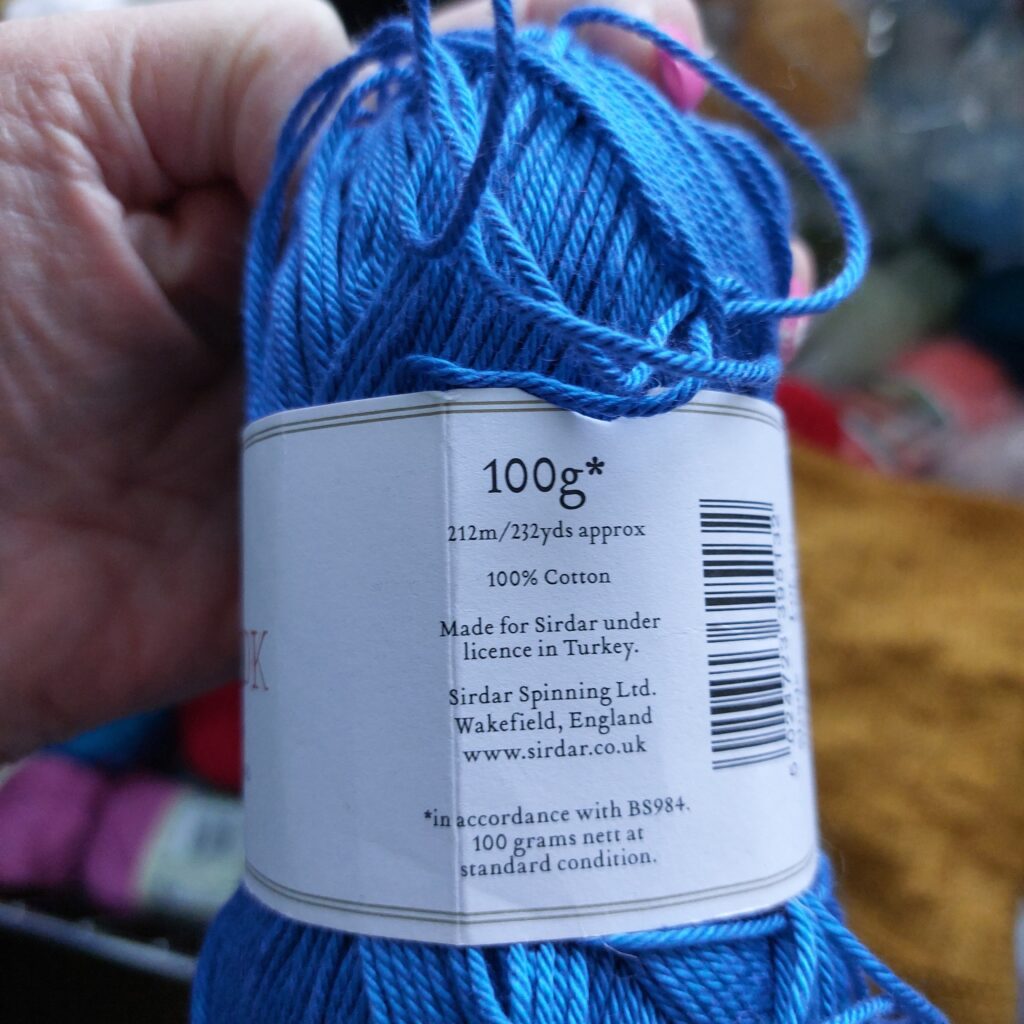 100g*
212m/232yds approx
100% Cotton
Made for Sirdar under
licence in Turkey.
Sirdar Spinning Ltd.
Wakefield, England
www.sirdar.co.uk
*in accordance with BS984.
100 grams nett at
standard condition.